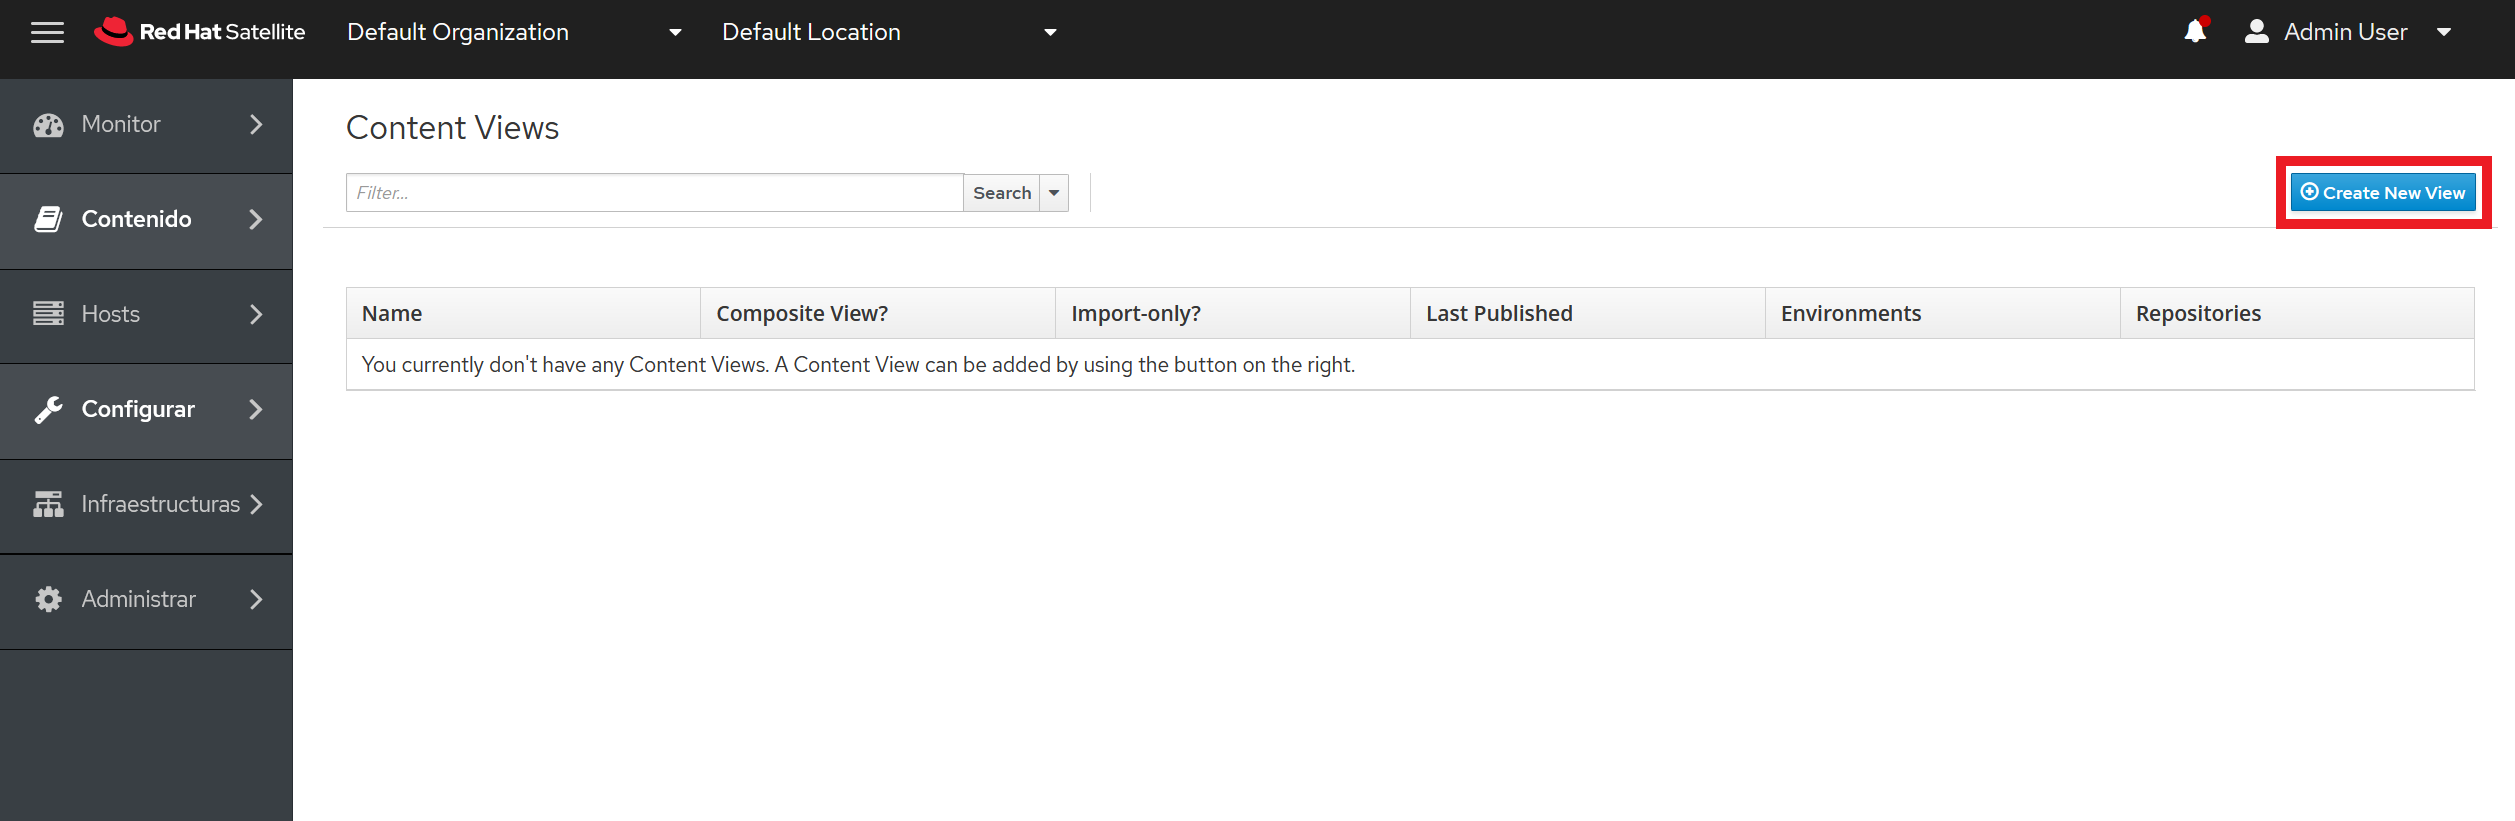 Red Hat Satellite Default Organization Default Location Admin User
Monitor
Contenido
Hosts
Configurar
Infraestructuras
Administrar
Content Views
Filter... Search Create New View
Name Composite View? Import-only? Last Published Environments Repositories
You currently don't have any Content Views. A Content View can be added by using the button on the right.